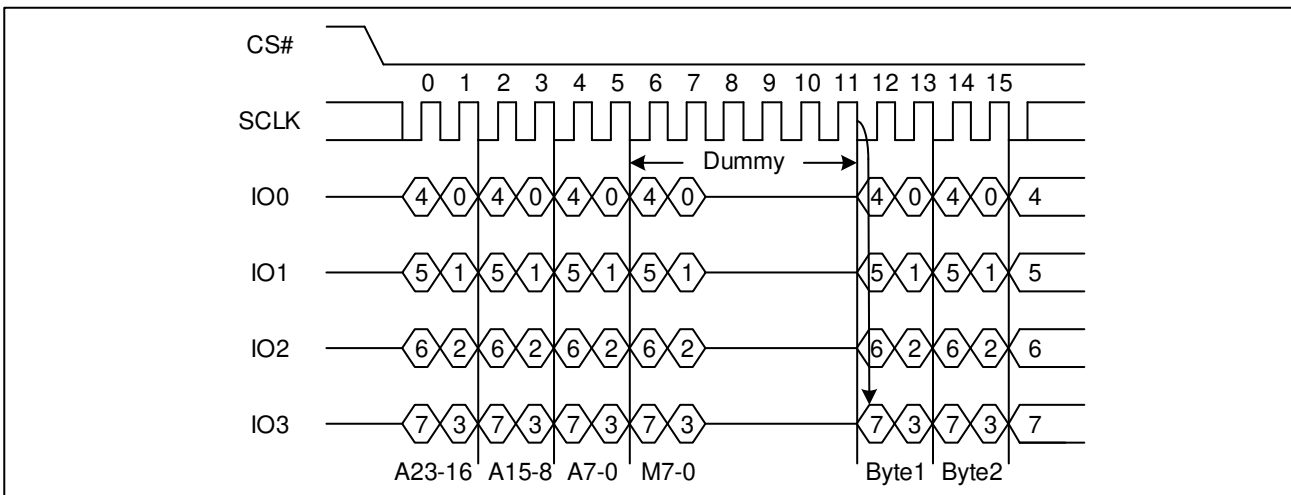 CS#
0 1 2 3 4 5 6 7 8 9 10 11 12 13 14 15
SCLK
Dummy
IO0 4 0 4 0 4 0 4 0 4 0 4 0 4
IO1 5 1 5 1 5 1 5 1 5 1 5 1 5
IO2 6 2 6 2 6 2 6 2 6 2 6 2 6
IO3 7 3 7 3 7 3 7 3 7 3 7 3 7
A23-16 A15-8 A7-0 M7-0 Byte1 Byte2